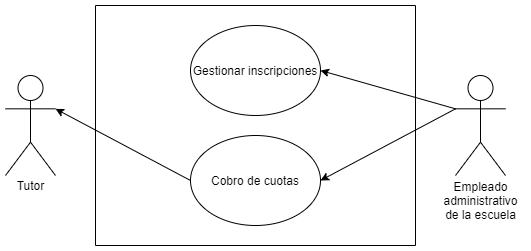 Gestionar inscripciones
Cobro de cuotas
Tutor
Empleado
administrativo
de la escuela